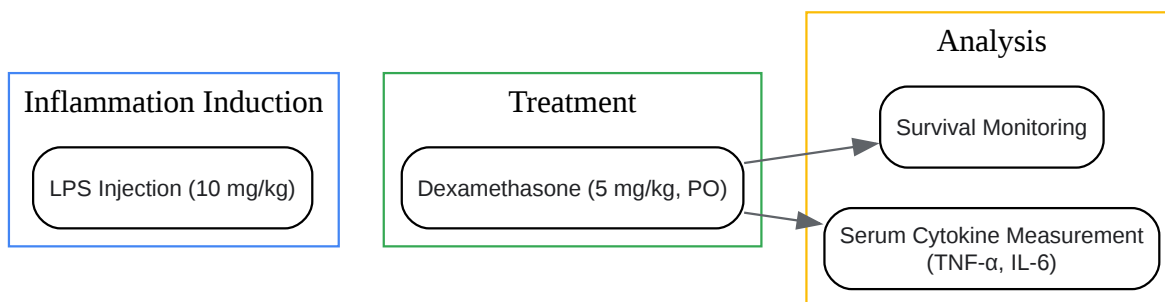 Inflammation Induction
LPS Injection (10 mg/kg)
Treatment
Dexamethasone (5 mg/kg, PO)
Analysis
Survival Monitoring
Serum Cytokine Measurement
(TNF-α, IL-6)